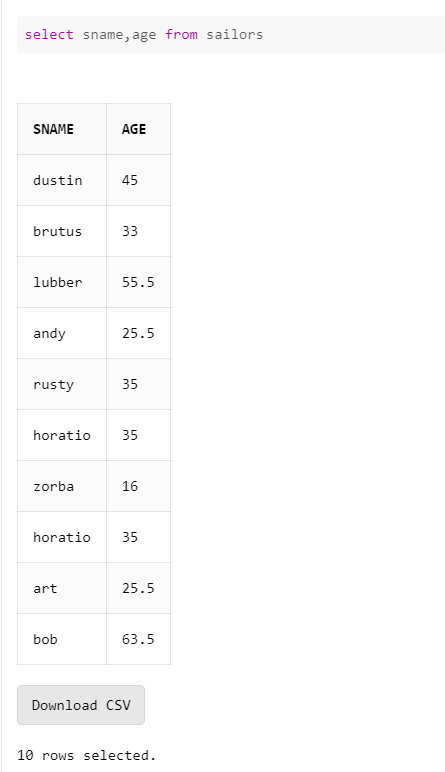 select sname,age from sailors
SNAME AGE
dustin 45
brutus 33
lubber 55.5
andy 25.5
rusty 35
horatio 35
zorba 16
horatio 35
art 25.5
bob 63.5
Download CSV
10 rows selected.